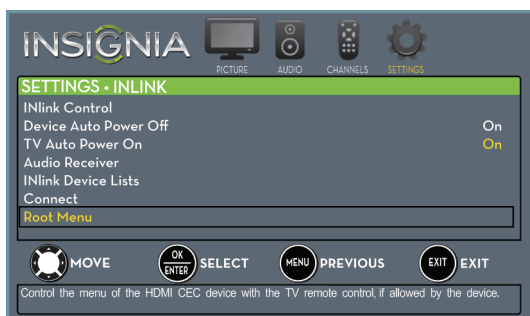 INSIGNIA
PICTURE AUDIO CHANNELS SETTINGS
SETTINGS • INLINK
INlink Control
Device Auto Power Off On
TV Auto Power On On
Audio Receiver
INlink Device Lists
Connect
Root Menu
MOVE OK ENTER SELECT MENU PREVIOUS EXIT EXIT
Control the menu of the HDMI CEC device with the TV remote control, if allowed by the device.